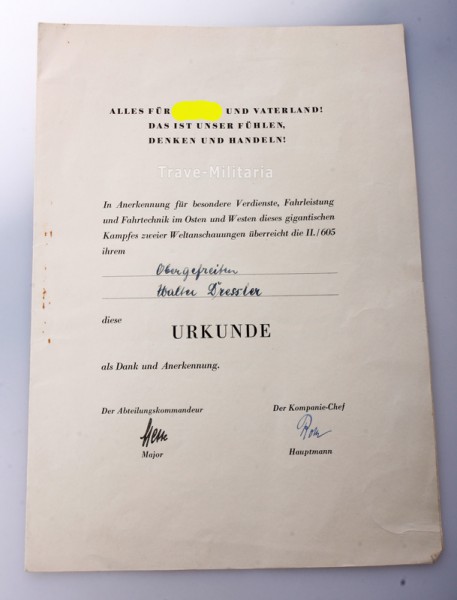 ALLES FÜR UND VATERLAND!
DAS IST UNSER FÜHLEN,
DENKEN UND HANDELN!
Trave-Militaria
In Anerkennung für besondere Verdienste, Fahrleistung
und Fahrtechnik im Osten und Westen dieses gigantischen
Kampfes zweier Weltanschauungen überreicht die II./605
ihrem
Obergefreiten
Walter Dressler
diese
URKUNDE
als Dank und Anerkennung.
Der Abteilungskommandeur
Der Kompanie-Chef
Major
Hauptmann